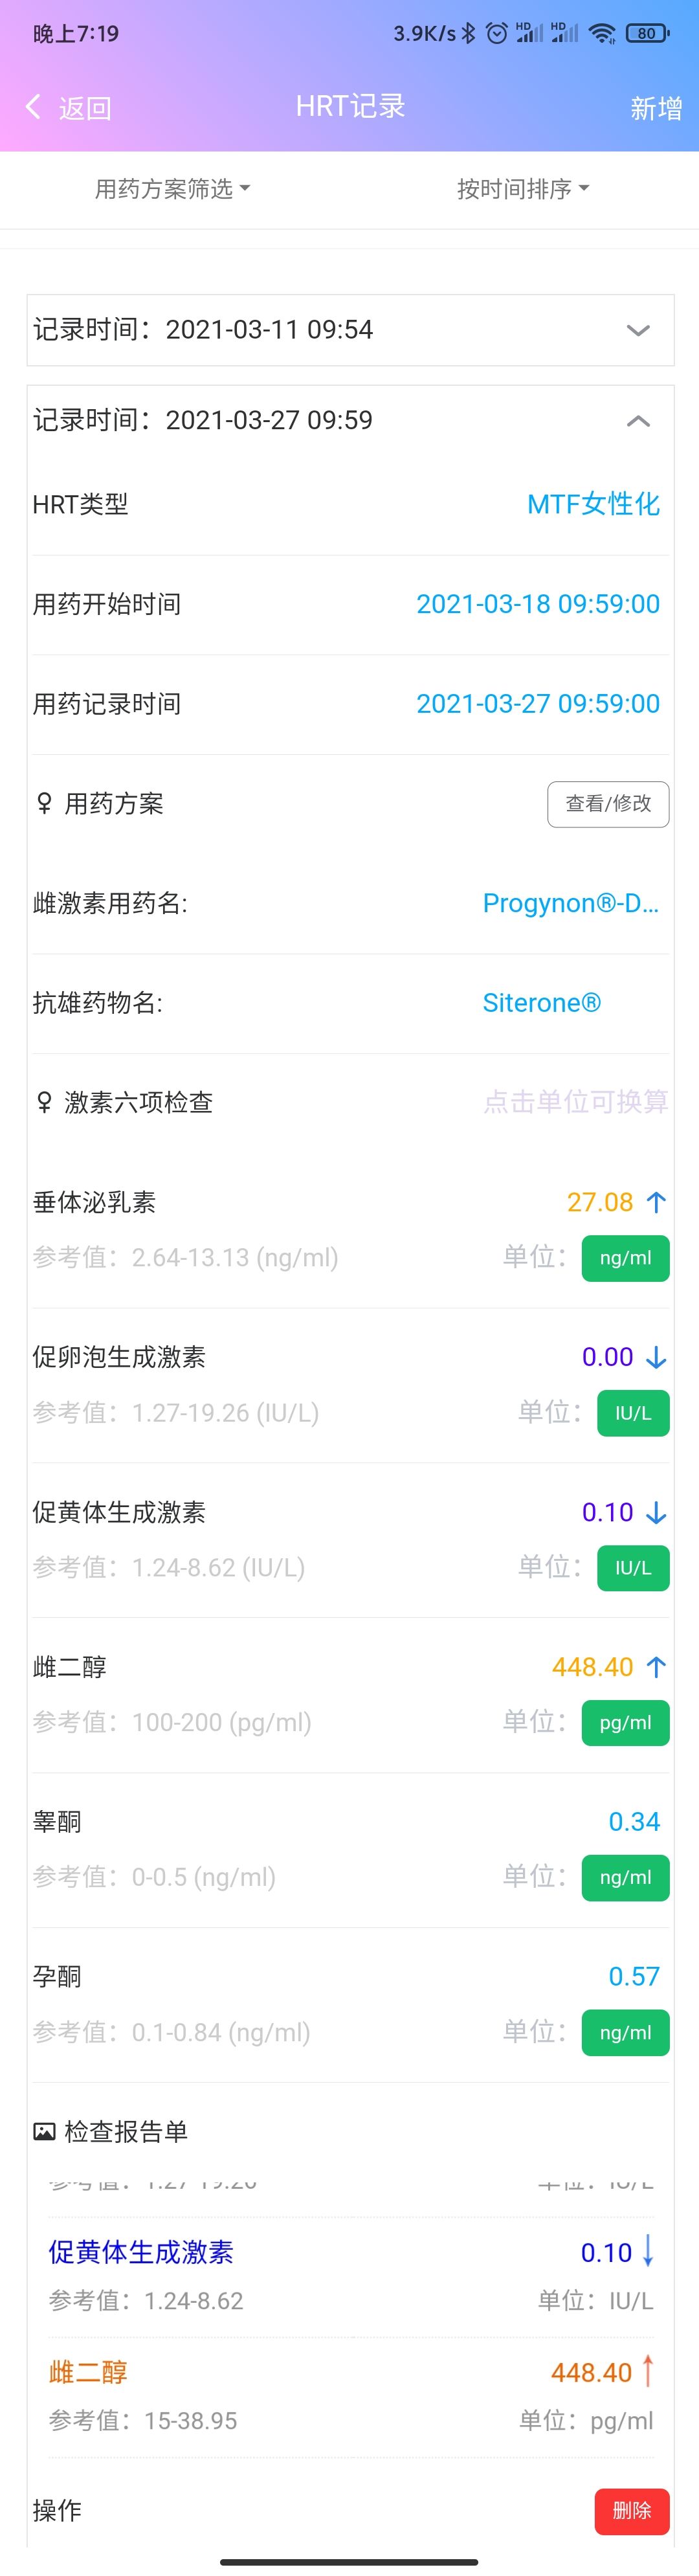 晚上7:19 3.9K/s HD HD 80
返回 HRT记录 新增
用药方案筛选 按时间排序
记录时间：2021-03-11 09:54
记录时间：2021-03-27 09:59
HRT类型 MTF女性化
用药开始时间 2021-03-18 09:59:00
用药记录时间 2021-03-27 09:59:00
用药方案 查看/修改
雌激素用药名: Progynon®-D...
抗雄药物名: Siterone®
激素六项检查 点击单位可换算
垂体泌乳素 27.08
参考值：2.64-13.13 (ng/ml) 单位： ng/ml
促卵泡生成激素 0.00
参考值：1.27-19.26 (IU/L) 单位： IU/L
促黄体生成激素 0.10
参考值：1.24-8.62 (IU/L) 单位： IU/L
雌二醇 448.40
参考值：100-200 (pg/ml) 单位： pg/ml
睾酮 0.34
参考值：0-0.5 (ng/ml) 单位： ng/ml
孕酮 0.57
参考值：0.1-0.84 (ng/ml) 单位： ng/ml
检查报告单
参考值：1.27-19.26 单位：IU/L
促黄体生成激素 0.10
参考值：1.24-8.62 单位：IU/L
雌二醇 448.40
参考值：15-38.95 单位：pg/ml
操作 删除